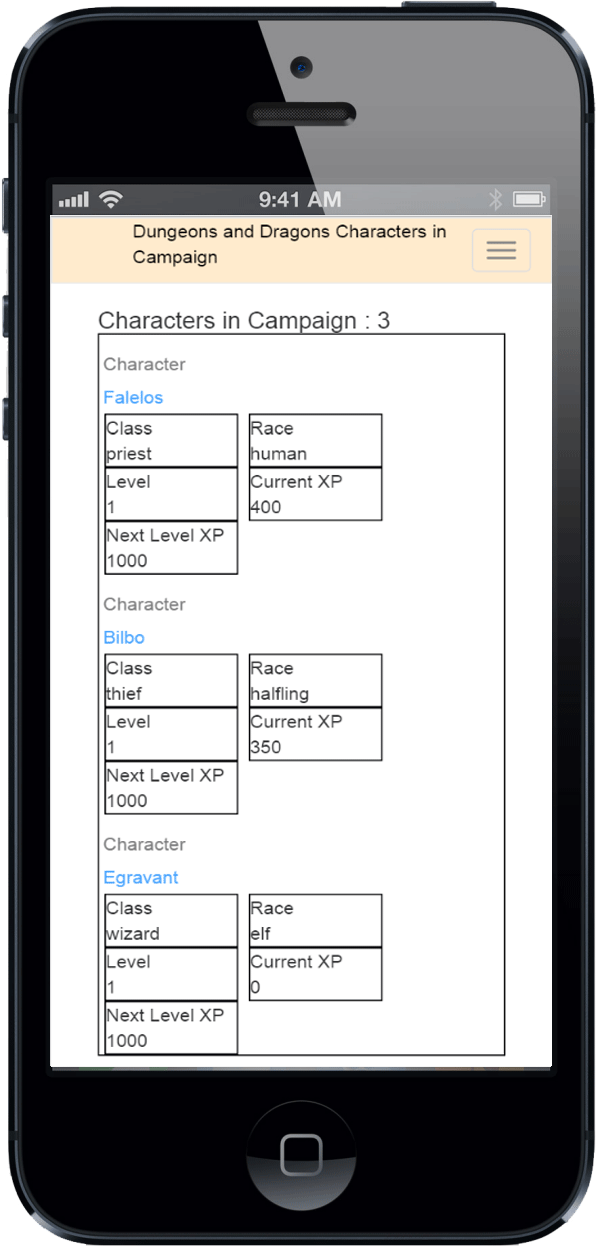 9:41 AM
Dungeons and Dragons Characters in
Campaign
Characters in Campaign : 3
Character
Falelos
Class
priest
Race
human
Level
1
Current XP
400
Next Level XP
1000
Character
Bilbo
Class
thief
Race
halfling
Level
1
Current XP
350
Next Level XP
1000
Character
Egravant
Class
wizard
Race
elf
Level
1
Current XP
0
Next Level XP
1000